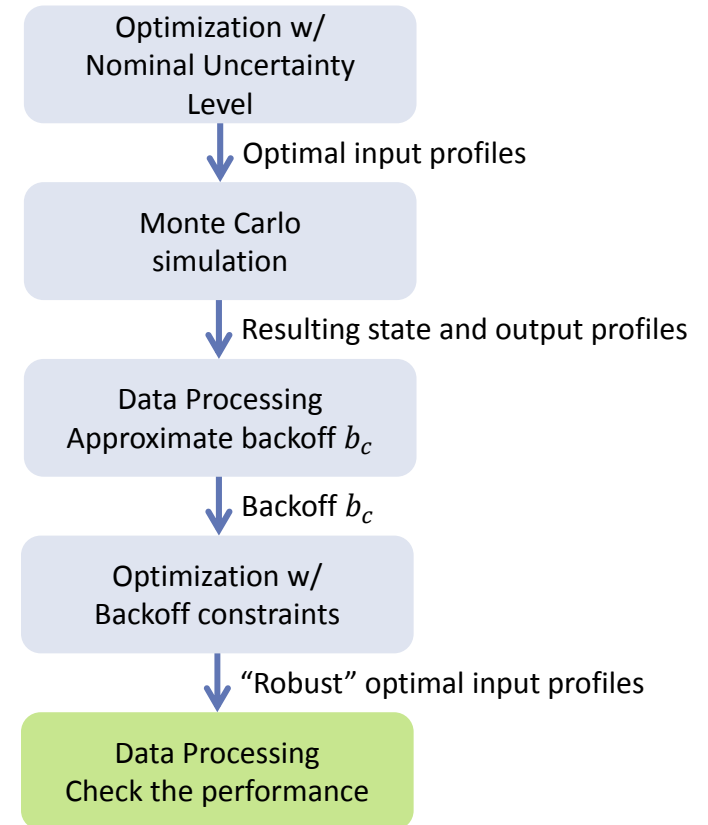 Optimization w/
Nominal Uncertainty
Level
Optimal input profiles
Monte Carlo
simulation
Resulting state and output profiles
Data Processing
Approximate backoff $b_c$
Backoff $b_c$
Optimization w/
Backoff constraints
“Robust” optimal input profiles
Data Processing
Check the performance